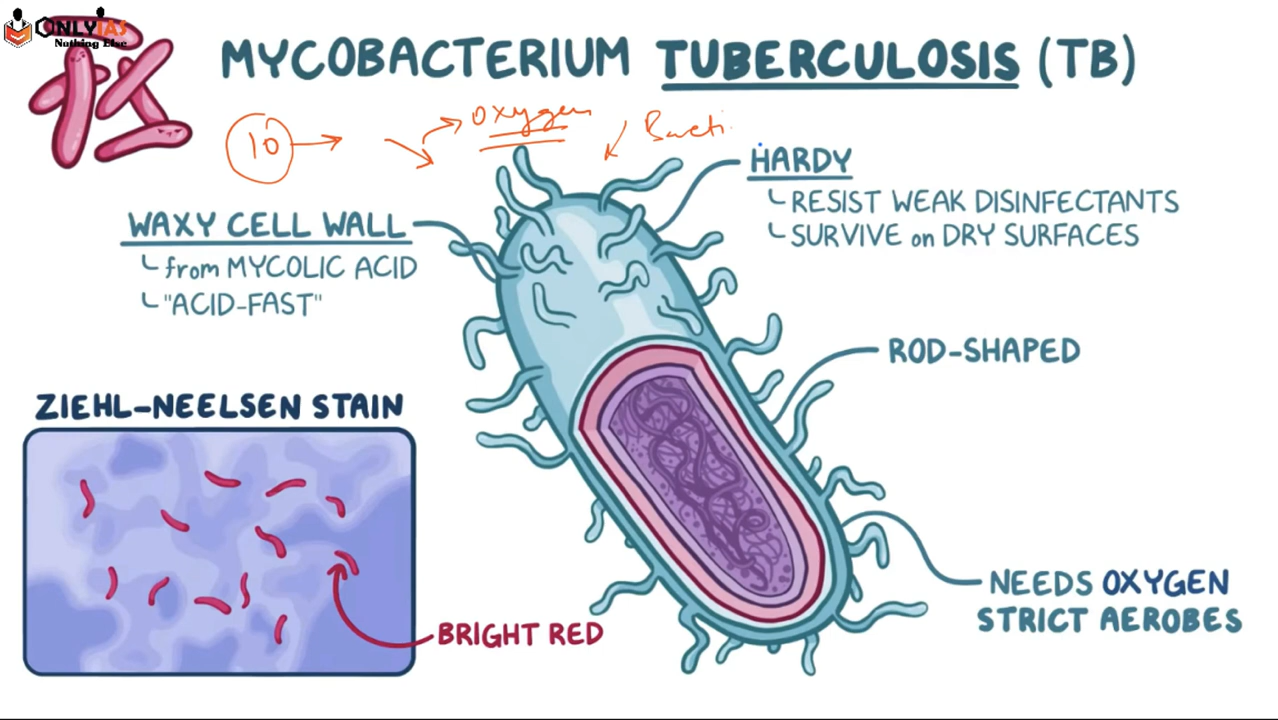 ONLYIAS
Nothing Else
MYCOBACTERIUM TUBERCULOSIS (TB)
10
Oxygen
Bacti
HARDY
RESIST WEAK DISINFECTANTS
SURVIVE on DRY SURFACES
WAXY CELL WALL
from MYCOLIC ACID
"ACID-FAST"
ROD-SHAPED
ZIEHL-NEELSEN STAIN
BRIGHT RED
NEEDS OXYGEN
STRICT AEROBES